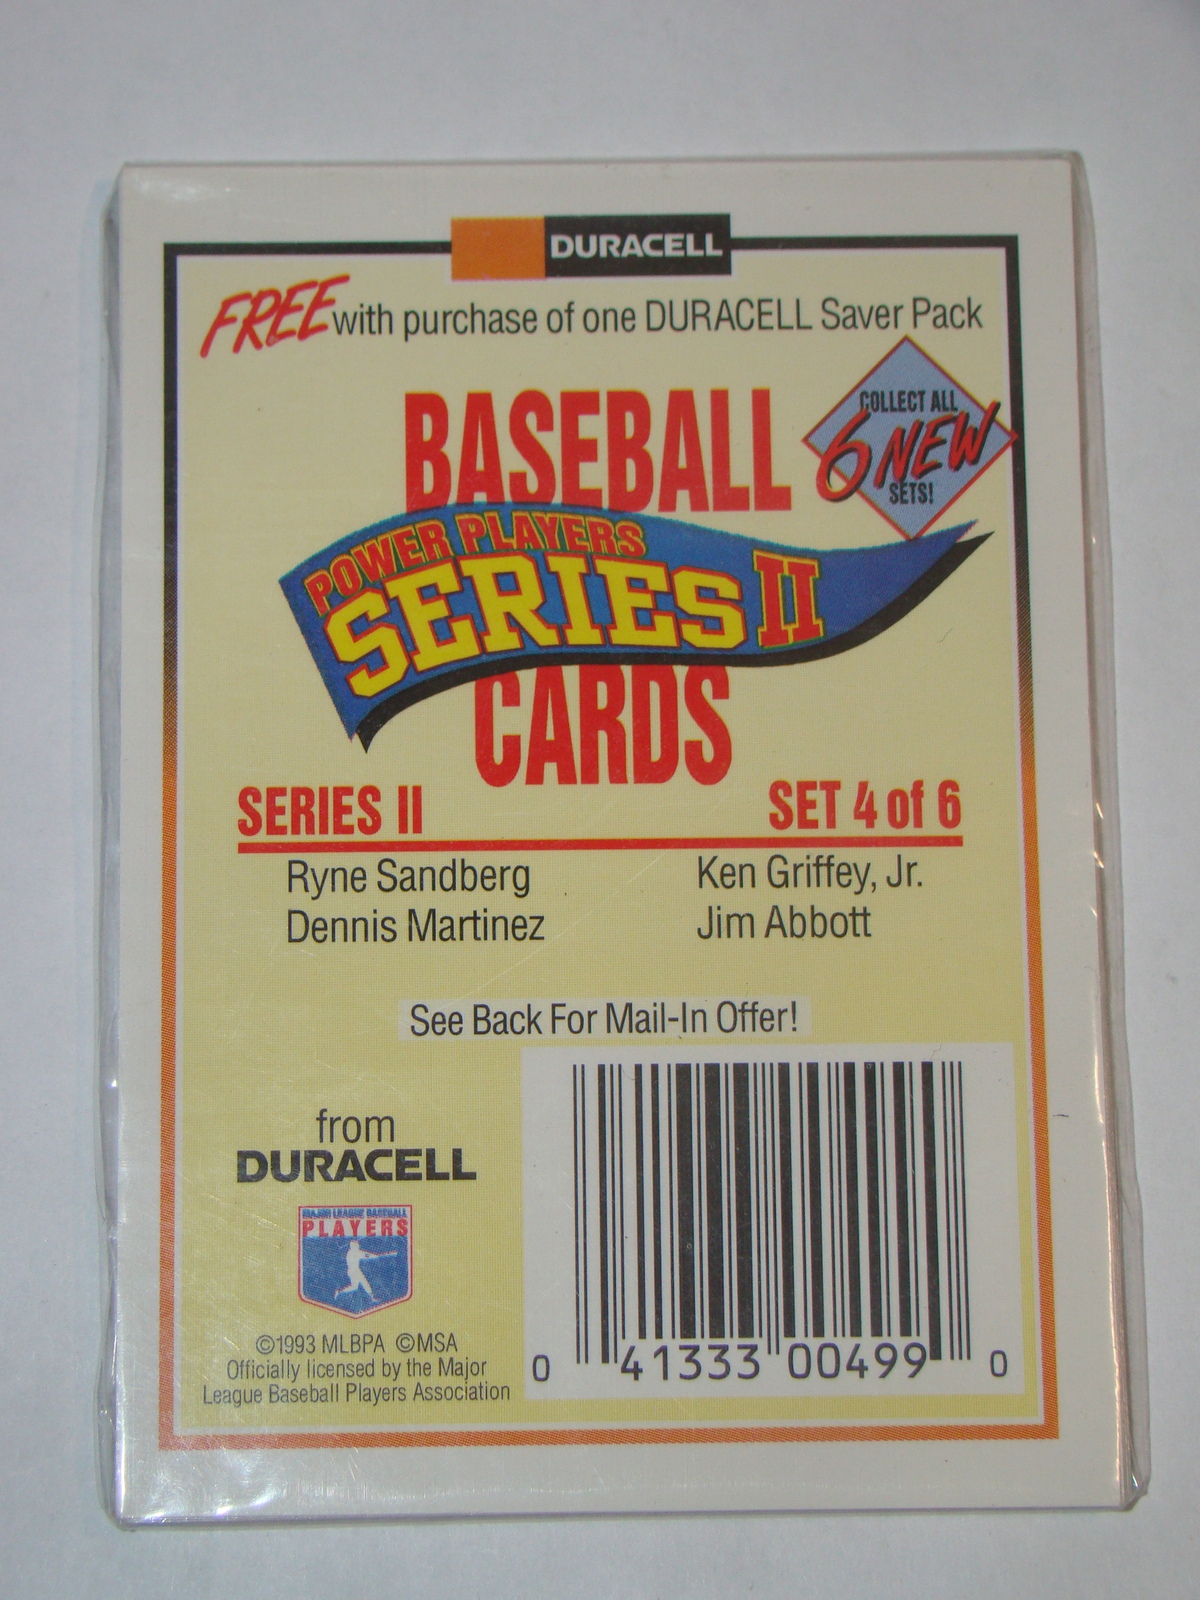 DURACELL
FREE with purchase of one DURACELL Saver Pack
COLLECT ALL
6 NEW
SETS!
BASEBALL
POWER PLAYERS
SERIES II
CARDS
SERIES II SET 4 of 6
Ryne Sandberg Ken Griffey, Jr.
Dennis Martinez Jim Abbott
See Back For Mail-In Offer!
from
DURACELL
MAJOR LEAGUE BASEBALL
PLAYERS
©1993 MLBPA ©MSA
Officially licensed by the Major
League Baseball Players Association
0 41333 00499 0